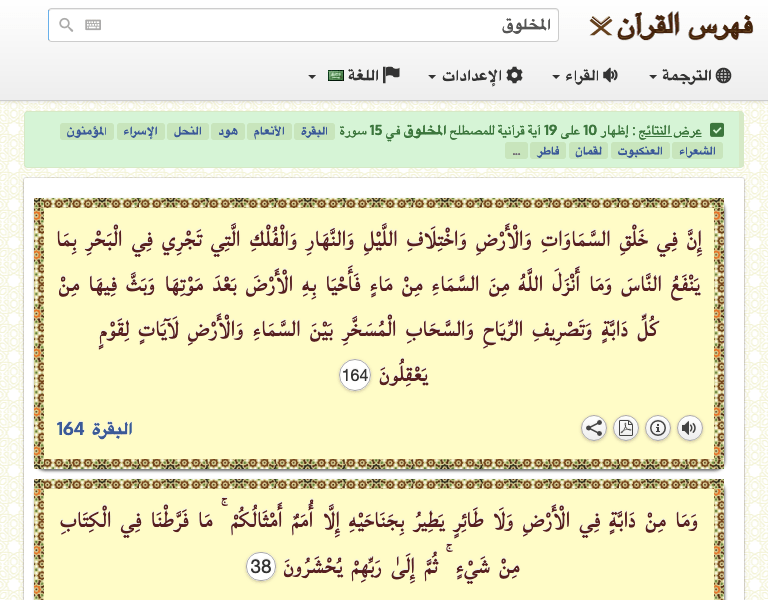 فهرس القرآن
المخلوق
الترجمة القراء الإعدادات اللغة
عرض النتائج : إظهار 10 على 19 آية قرآنية للمصطلح المخلوق في 15 سورة البقرة الأنعام هود النحل الإسراء المؤمنون
الشعراء العنكبوت لقمان فاطر ...
إِنَّ فِي خَلْقِ السَّمَاوَاتِ وَالْأَرْضِ وَاخْتِلَافِ اللَّيْلِ وَالنَّهَارِ وَالْفُلْكِ الَّتِي تَجْرِي فِي الْبَحْرِ بِمَا
يَنْفَعُ النَّاسَ وَمَا أَنْزَلَ اللَّهُ مِنَ السَّمَاءِ مِنْ مَاءٍ فَأَحْيَا بِهِ الْأَرْضَ بَعْدَ مَوْتِهَا وَبَثَّ فِيهَا مِنْ
كُلِّ دَابَّةٍ وَتَصْرِيفِ الرِّيَاحِ وَالسَّحَابِ الْمُسَخَّرِ بَيْنَ السَّمَاءِ وَالْأَرْضِ لَآيَاتٍ لِقَوْمٍ
يَعْقِلُونَ 164
البقرة 164
وَمَا مِنْ دَابَّةٍ فِي الْأَرْضِ وَلَا طَائِرٍ يَطِيرُ بِجَنَاحَيْهِ إِلَّا أُمَمٌ أَمْثَالُكُمْ ۚ مَا فَرَّطْنَا فِي الْكِتَابِ
مِنْ شَيْءٍ ۚ ثُمَّ إِلَىٰ رَبِّهِمْ يُحْشَرُونَ 38